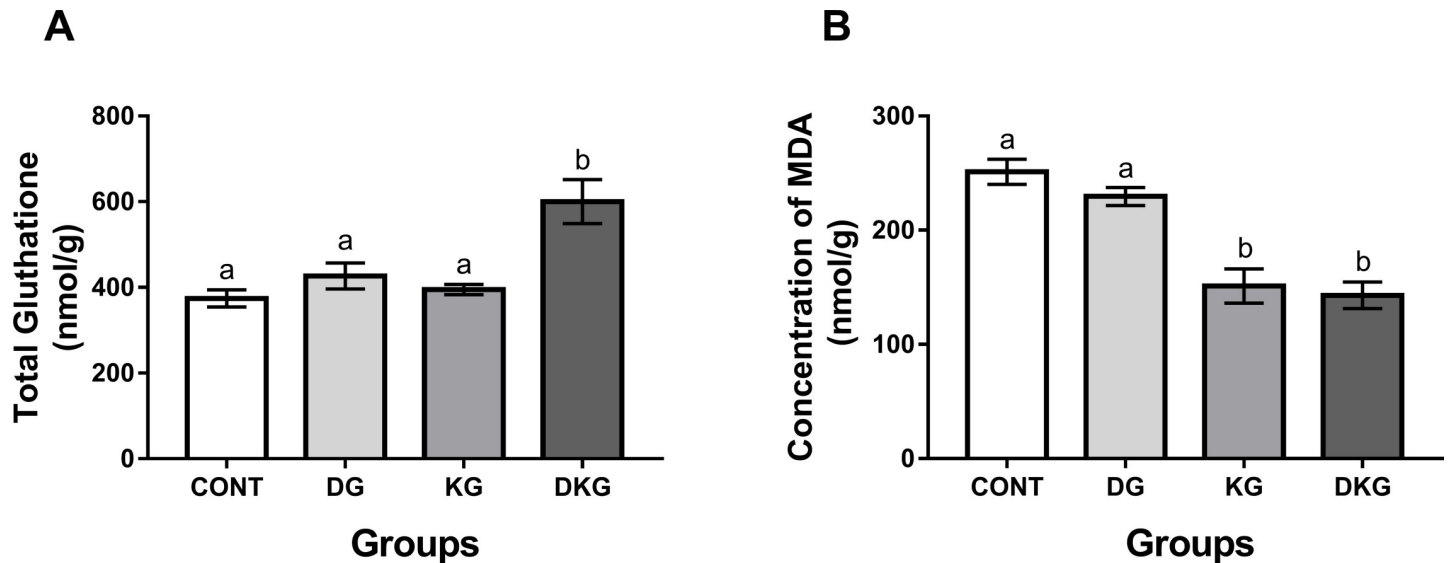 A
Total Gluthatione
(nmol/g)
800
600
400
200
0
a
a
a
b
CONT DG KG DKG
Groups
B
Concentration of MDA
(nmol/g)
300
200
100
0
a
a
b
b
CONT DG KG DKG
Groups